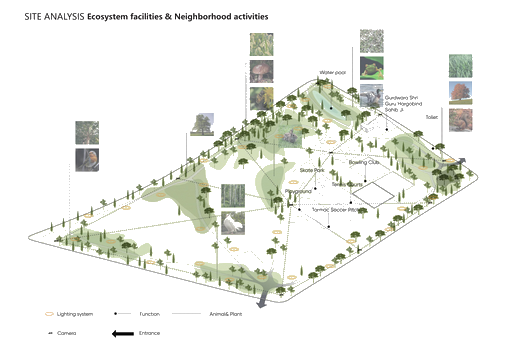 SITE ANALYSIS Ecosystem facilities & Neighborhood activities
Water pool
Gurdwara Shri
Guru Hargobind
Sahib Ji
Toilet
Bowling Club
Skate Park
Tennis Courts
Playground
Tarmac Soccer Pitch
Lighting system
Function
Animal& Plant
Camera
Entrance